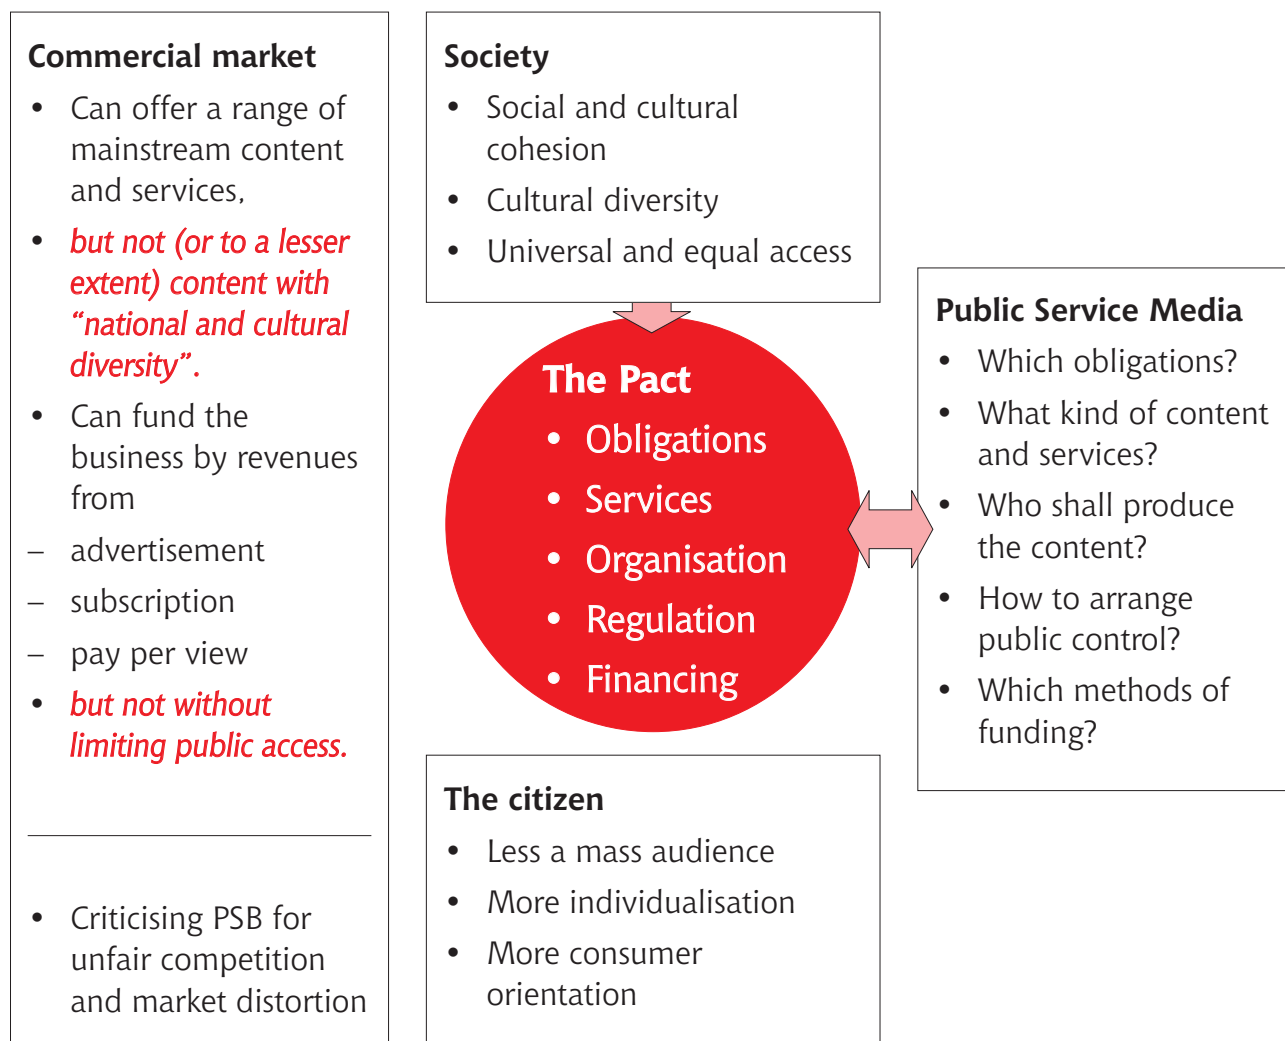 Commercial market
• Can offer a range of
mainstream content
and services,
• but not (or to a lesser
extent) content with
“national and cultural
diversity”.
• Can fund the
business by revenues
from
– advertisement
– subscription
– pay per view
• but not without
limiting public access.
• Criticising PSB for
unfair competition
and market distortion
Society
• Social and cultural
cohesion
• Cultural diversity
• Universal and equal access
The Pact
• Obligations
• Services
• Organisation
• Regulation
• Financing
The citizen
• Less a mass audience
• More individualisation
• More consumer
orientation
Public Service Media
• Which obligations?
• What kind of content
and services?
• Who shall produce
the content?
• How to arrange
public control?
• Which methods of
funding?